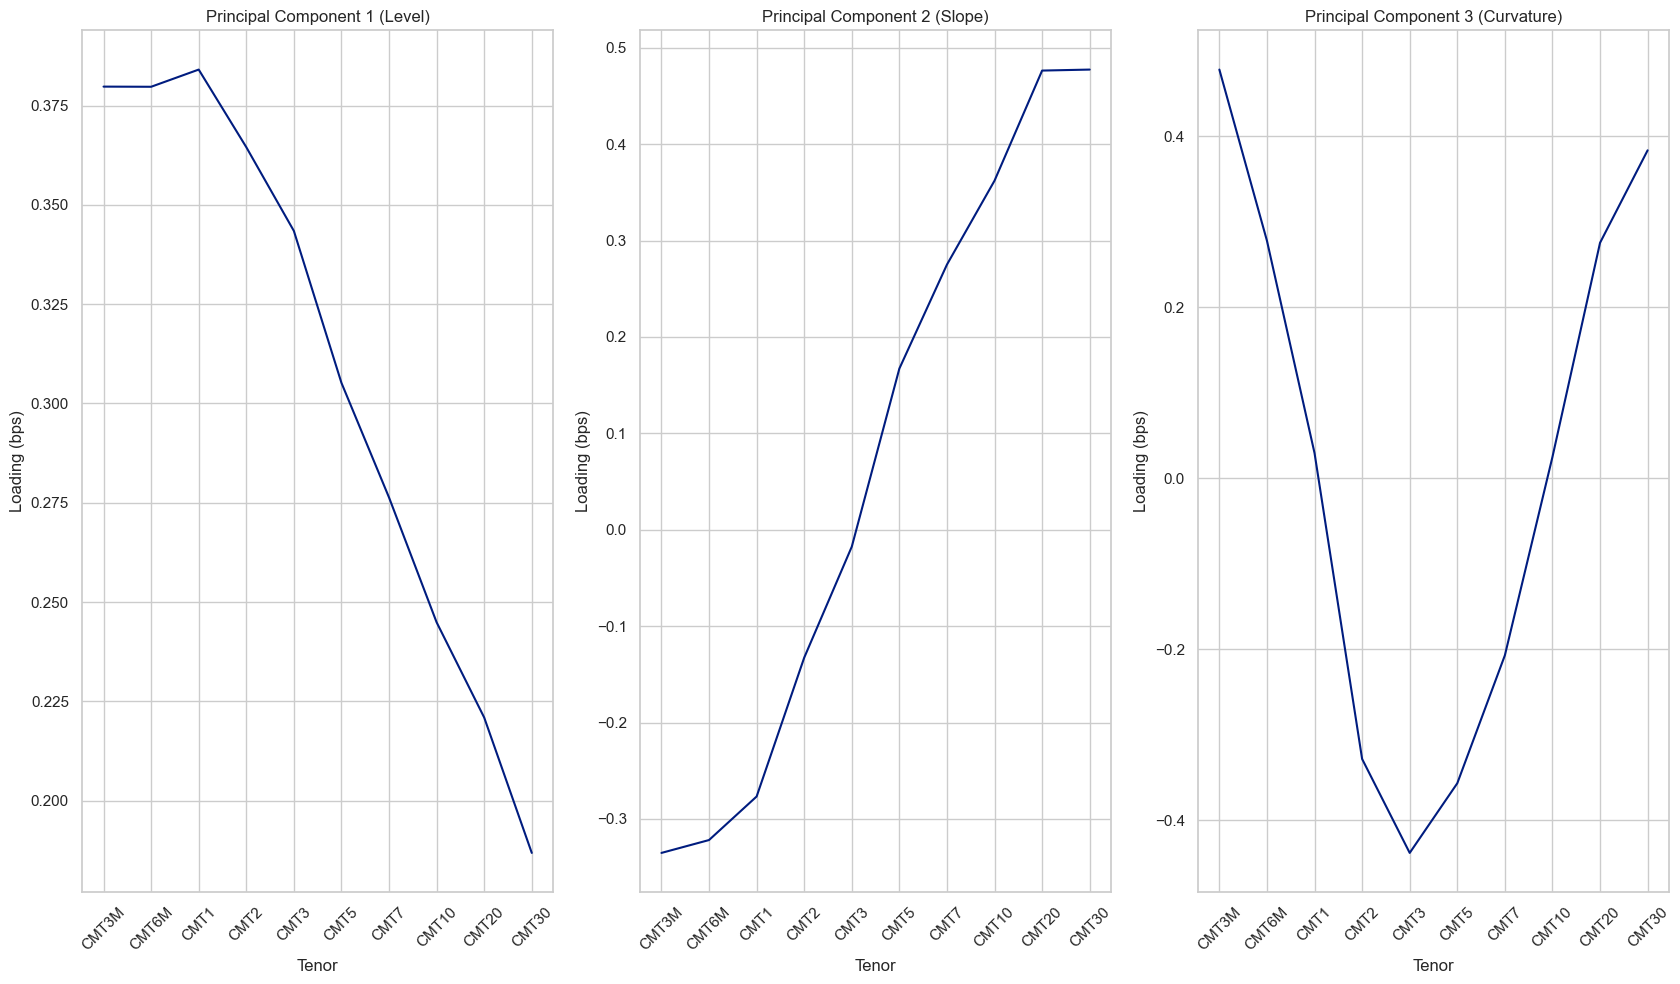 Principal Component 1 (Level)
Loading (bps)
0.375
0.350
0.325
0.300
0.275
0.250
0.225
0.200
CMT3M
CMT6M
CMT1
CMT2
CMT3
CMT5
CMT7
CMT10
CMT20
CMT30
Tenor
Principal Component 2 (Slope)
Loading (bps)
0.5
0.4
0.3
0.2
0.1
0.0
−0.1
−0.2
−0.3
CMT3M
CMT6M
CMT1
CMT2
CMT3
CMT5
CMT7
CMT10
CMT20
CMT30
Tenor
Principal Component 3 (Curvature)
Loading (bps)
0.4
0.2
0.0
−0.2
−0.4
CMT3M
CMT6M
CMT1
CMT2
CMT3
CMT5
CMT7
CMT10
CMT20
CMT30
Tenor